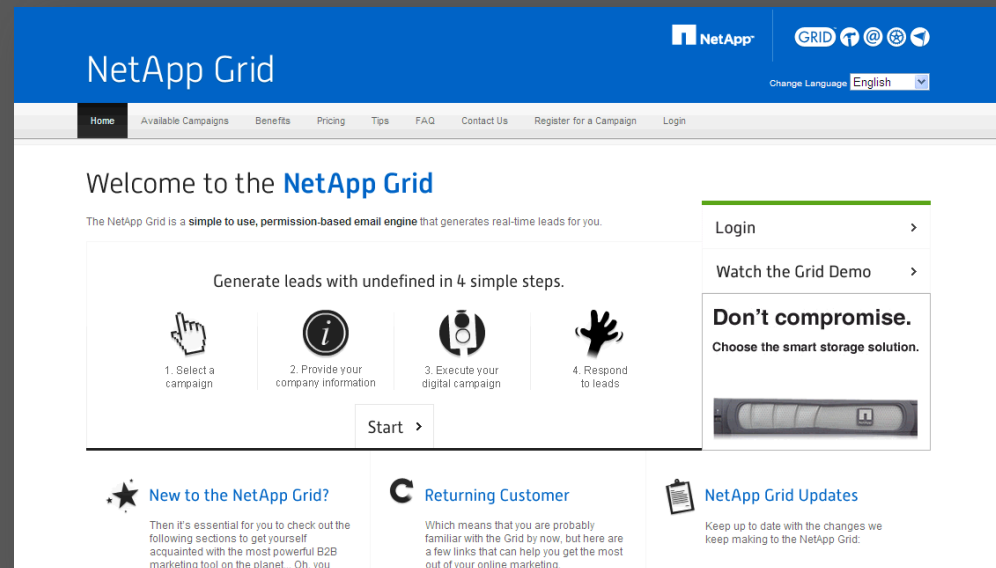 NetApp
GRID
NetApp Grid
Change Language English
Home Available Campaigns Benefits Pricing Tips FAQ Contact Us Register for a Campaign Login
Welcome to the NetApp Grid
The NetApp Grid is a simple to use, permission-based email engine that generates real-time leads for you.
Login
Watch the Grid Demo
Generate leads with undefined in 4 simple steps.
1. Select a
campaign
2. Provide your
company information
3. Execute your
digital campaign
4. Respond
to leads
Start
Don't compromise.
Choose the smart storage solution.
New to the NetApp Grid?
Then it's essential for you to check out the
following sections to get yourself
acquainted with the most powerful B2B
marketing tool on the planet... Oh, you
Returning Customer
Which means that you are probably
familiar with the Grid by now, but here are
a few links that can help you get the most
out of your online marketing.
NetApp Grid Updates
Keep up to date with the changes we
keep making to the NetApp Grid: